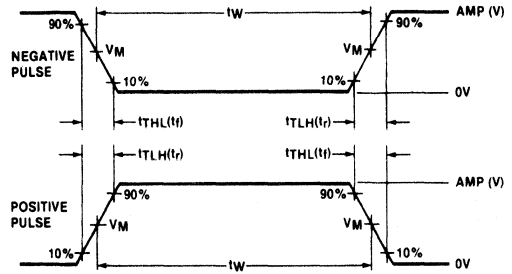 tW
AMP (V)
90%
90%
NEGATIVE
PULSE
VM
VM
10%
10%
0V
tTHL(tf)
tTLH(tr)
tTLH(tr)
tTHL(tf)
AMP (V)
90%
90%
POSITIVE
PULSE
VM
VM
10%
10%
tW
0V